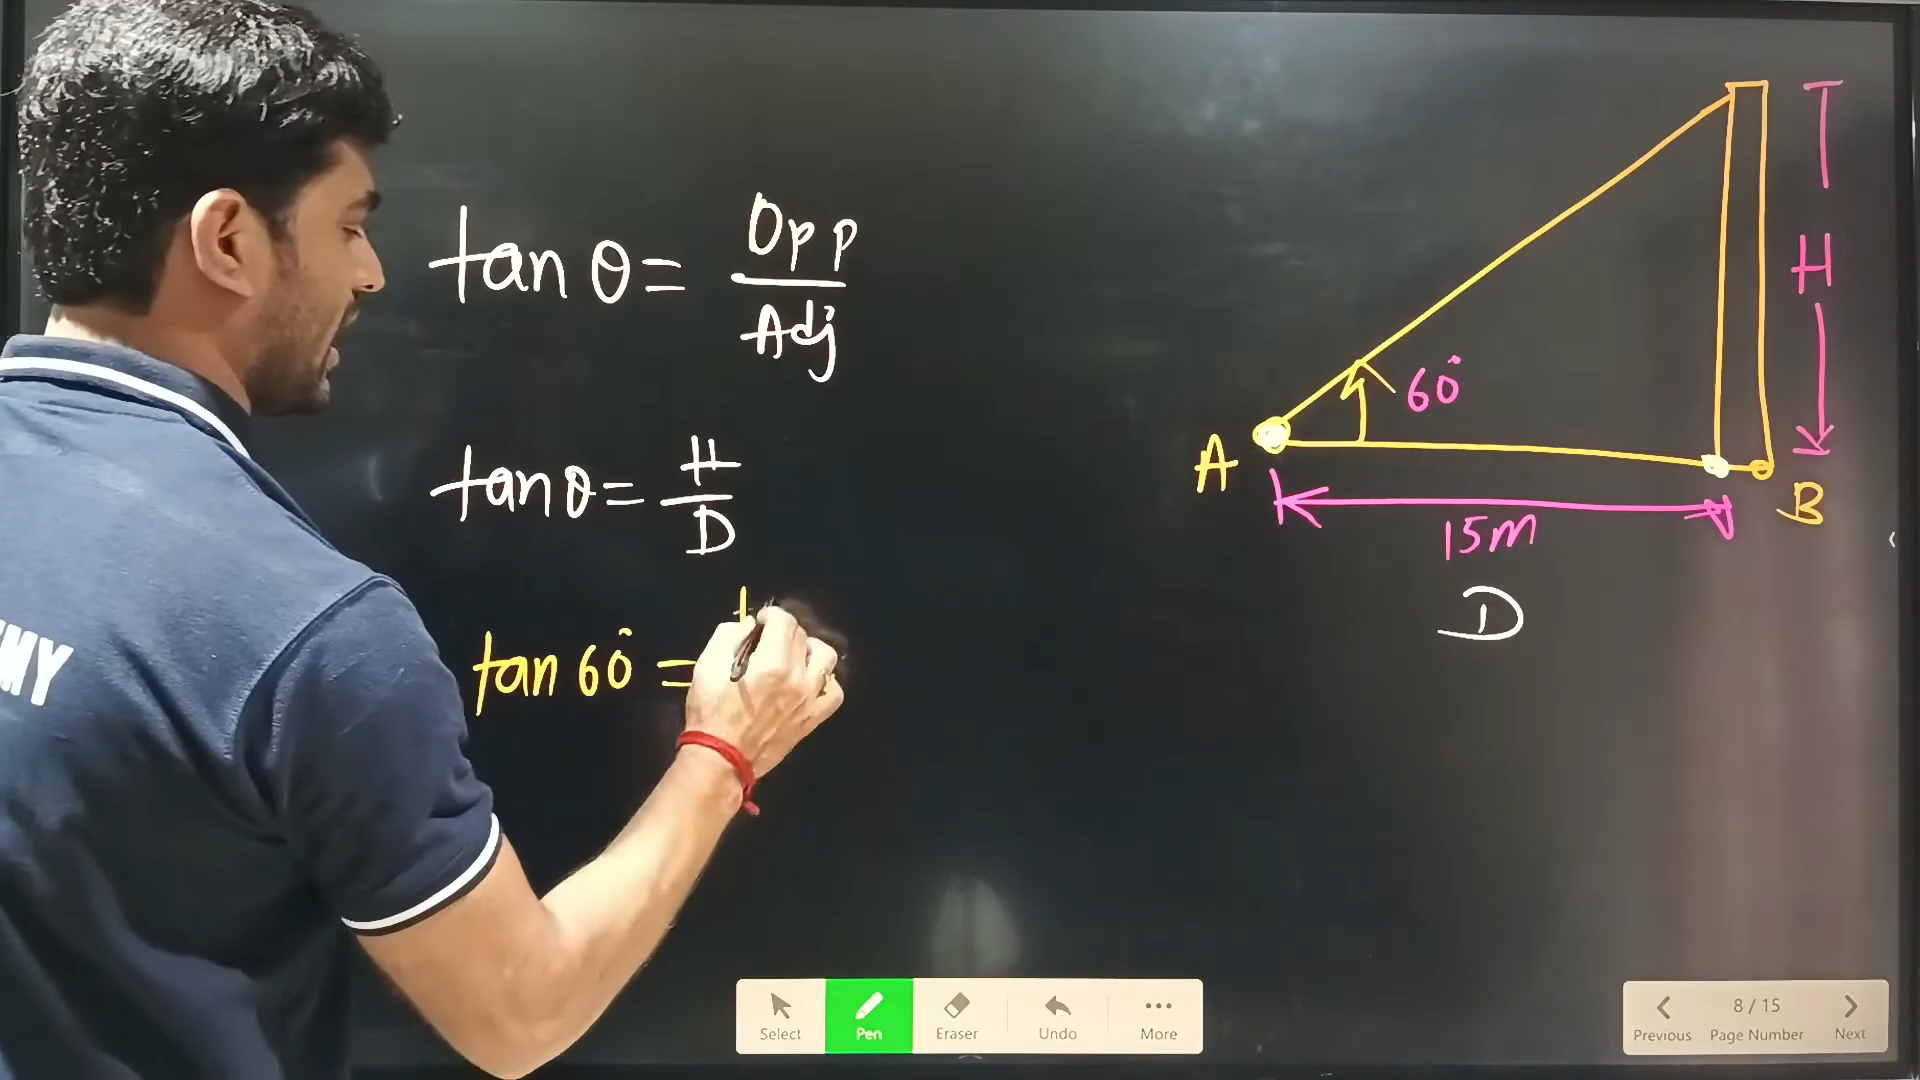 tan θ = Opp / Adj
tan θ = H / D
tan 60° =
60°
H
A
B
15m
D
MY
Select
Pen
Eraser
Undo
More
8 / 15
Previous
Page Number
Next